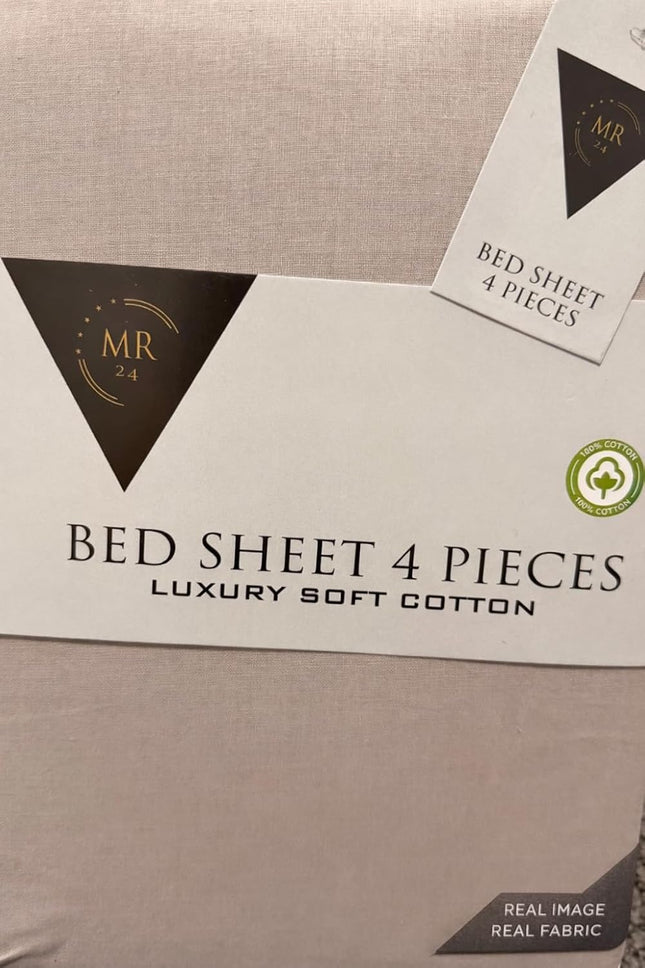 MR
24
BED SHEET
4 PIECES
MR
24
100% COTTON
100% COTTON
BED SHEET 4 PIECES
LUXURY SOFT COTTON
REAL IMAGE
REAL FABRIC